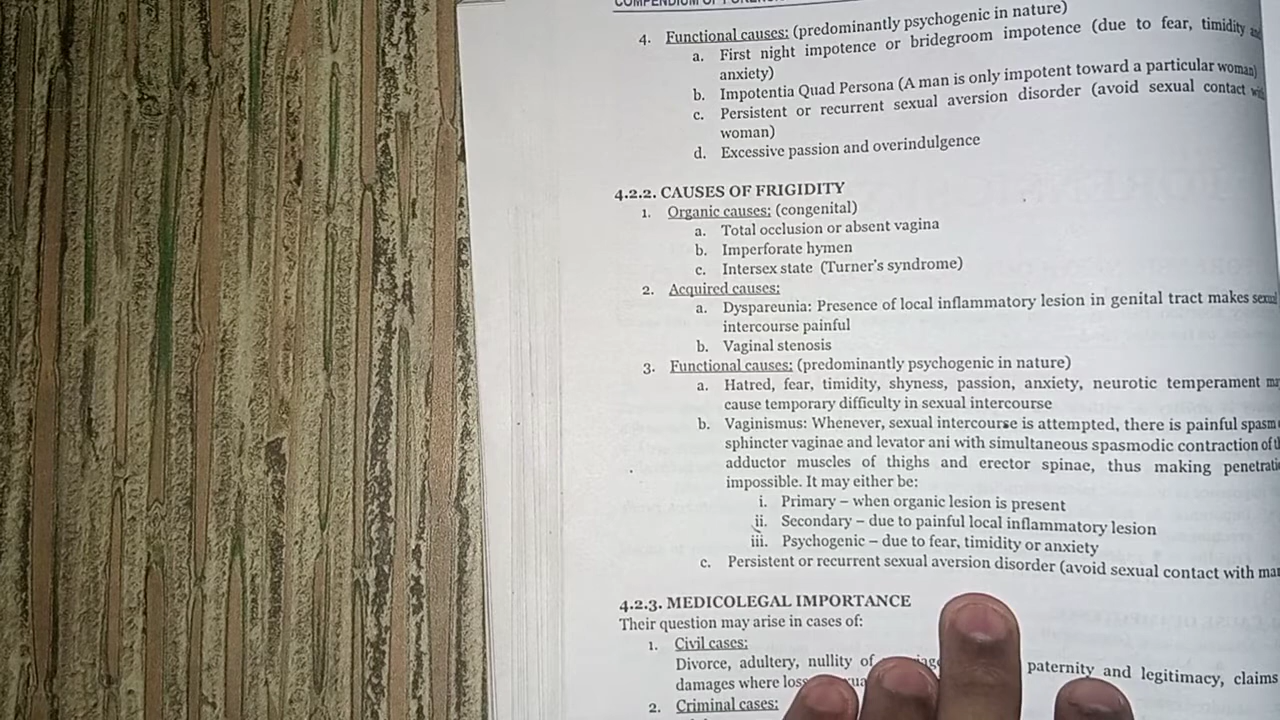 COMPENDIUM OF
4. Functional causes: (predominantly psychogenic in nature)
a. First night impotence or bridegroom impotence (due to fear, timidity and
anxiety)
b. Impotentia Quad Persona (A man is only impotent toward a particular woman)
c. Persistent or recurrent sexual aversion disorder (avoid sexual contact with
woman)
d. Excessive passion and overindulgence
4.2.2. CAUSES OF FRIGIDITY
1. Organic causes: (congenital)
a. Total occlusion or absent vagina
b. Imperforate hymen
c. Intersex state (Turner's syndrome)
2. Acquired causes:
a. Dyspareunia: Presence of local inflammatory lesion in genital tract makes sexual
intercourse painful
b. Vaginal stenosis
3. Functional causes: (predominantly psychogenic in nature)
a. Hatred, fear, timidity, shyness, passion, anxiety, neurotic temperament
cause temporary difficulty in sexual intercourse
b. Vaginismus: Whenever, sexual intercourse is attempted, there is painful spasm
sphincter vaginae and levator ani with simultaneous spasmodic contraction of
adductor muscles of thighs and erector spinae, thus making
impossible. It may either be:
i. Primary – when organic lesion is present
ii. Secondary – due to painful local inflammatory lesion
iii. Psychogenic – due to fear, timidity or anxiety
c. Persistent or recurrent sexual aversion disorder (avoid sexual contact with
4.2.3. MEDICOLEGAL IMPORTANCE
Their question may arise in cases of:
1. Civil cases:
Divorce, adultery, nullity of paternity and legitimacy, claims
damages where
2. Criminal cases: